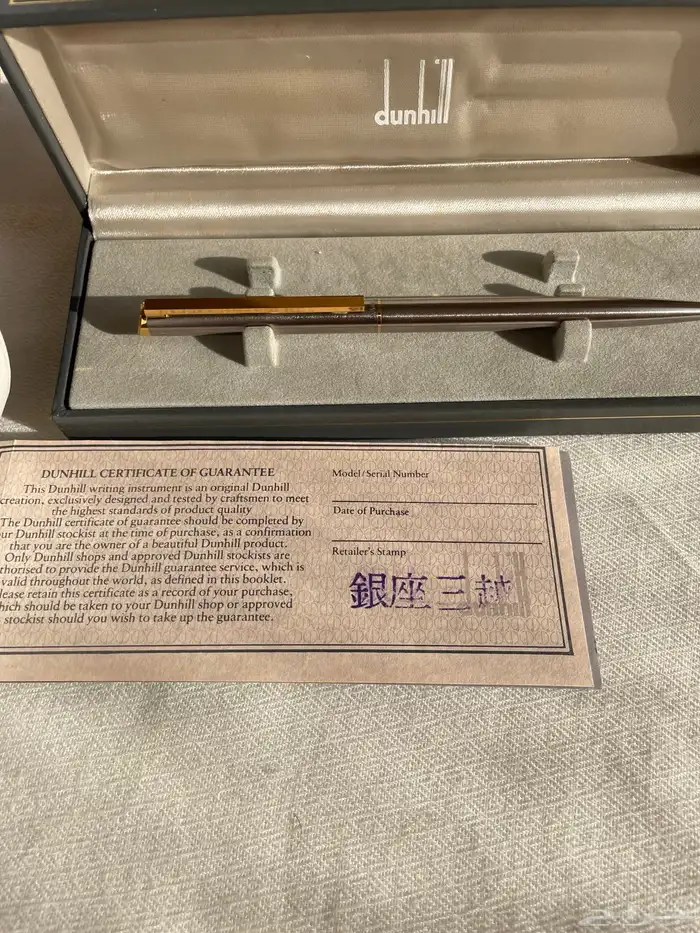 dunhill
DUNHILL CERTIFICATE OF GUARANTEE
This Dunhill writing instrument is an original Dunhill
creation, exclusively designed and tested by craftsmen to meet
the highest standards of product quality
The Dunhill certificate of guarantee should be completed by
ur Dunhill stockist at the time of purchase, as a confirmation
that you are the owner of a beautiful Dunhill product.
Only Dunhill shops and approved Dunhill stockists are
thorised to provide the Dunhill guarantee service, which is
valid throughout the world, as defined in this booklet.
lease retain this certificate as a record of your purchase,
hich should be taken to your Dunhill shop or approved
stockist should you wish to take up the guarantee.
Model/Serial Number
Date of Purchase
Retailer's Stamp
銀座三越